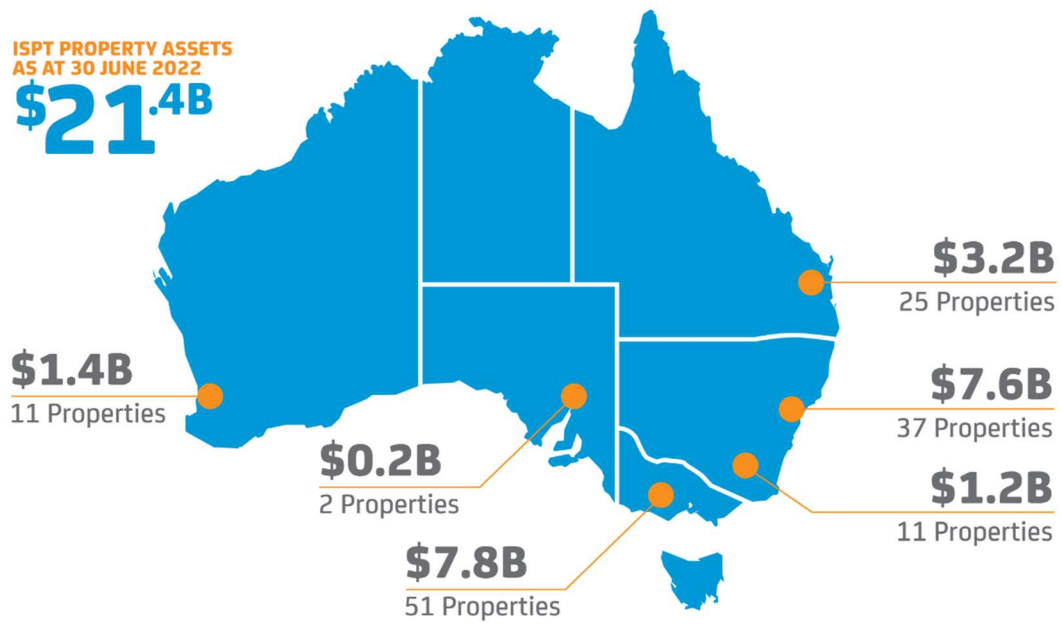 ISPT PROPERTY ASSETS
AS AT 30 JUNE 2022
$21.4B
$3.2B
25 Properties
$1.4B
11 Properties
$7.6B
37 Properties
$0.2B
2 Properties
$1.2B
11 Properties
$7.8B
51 Properties